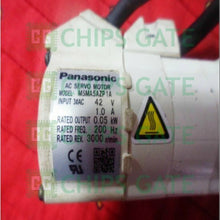 CHIPS GATE
Panasonic
AC SERVO MOTOR
MODEL MSMA5AZP1A
INPUT 3ΦAC 42 V
1.0 A
RATED OUTPUT 0.05 kW
RATED FREQ. 200 Hz
RATED REV. 3000 r/min